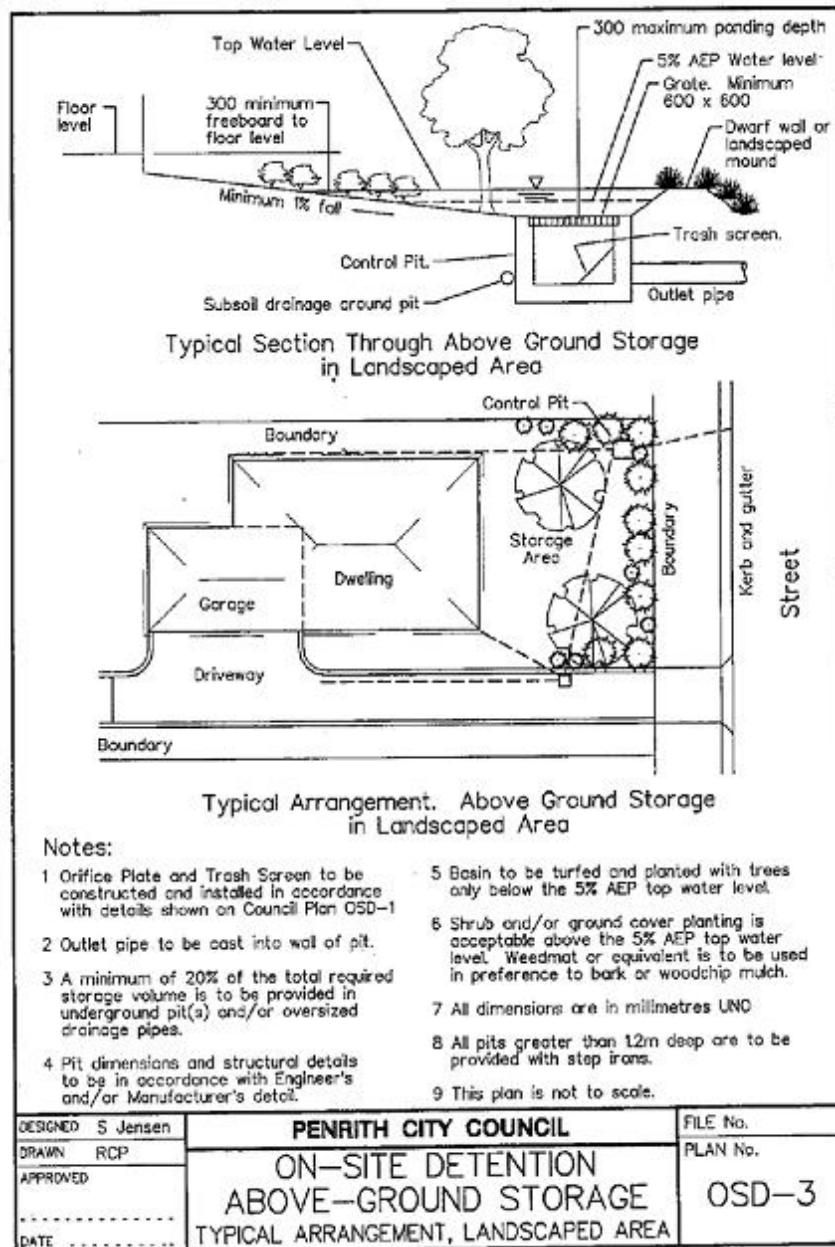 300 maximum ponding depth
Top Water Level
5% AEP Water level
Grate. Minimum
600 x 600
Floor
level
300 minimum
freeboard to
floor level
Dwarf wall or
landscaped
mound
Minimum 1% fall
Trash screen.
Control Pit.
Subsoil drainage around pit
Outlet pipe
Typical Section Through Above Ground Storage
in Landscaped Area
Control Pit
Boundary
Storage
Area
Boundary
Kerb and gutter
Street
Dwelling
Garage
Driveway
Boundary
Typical Arrangement. Above Ground Storage
in Landscaped Area
Notes:
1 Orifice Plate and Trash Screen to be
constructed and installed in accordance
with details shown on Council Plan OSD-1
2 Outlet pipe to be cast into wall of pit.
3 A minimum of 20% of the total required
storage volume is to be provided in
underground pit(s) and/or oversized
drainage pipes.
4 Pit dimensions and structural details
to be in accordance with Engineer's
and/or Manufacturer's detail.
5 Basin to be turfed and planted with trees
only below the 5% AEP top water level.
6 Shrub and/or ground cover planting is
acceptable above the 5% AEP top water
level. Weedmat or equivalent is to be used
in preference to bark or woodchip mulch.
7 All dimensions are in millimetres UNO
8 All pits greater than 1.2m deep are to be
provided with step irons.
9 This plan is not to scale.
DESIGNED S Jensen
DRAWN RCP
APPROVED
DATE
PENRITH CITY COUNCIL
ON-SITE DETENTION
ABOVE-GROUND STORAGE
TYPICAL ARRANGEMENT, LANDSCAPED AREA
FILE No.
PLAN No.
OSD-3